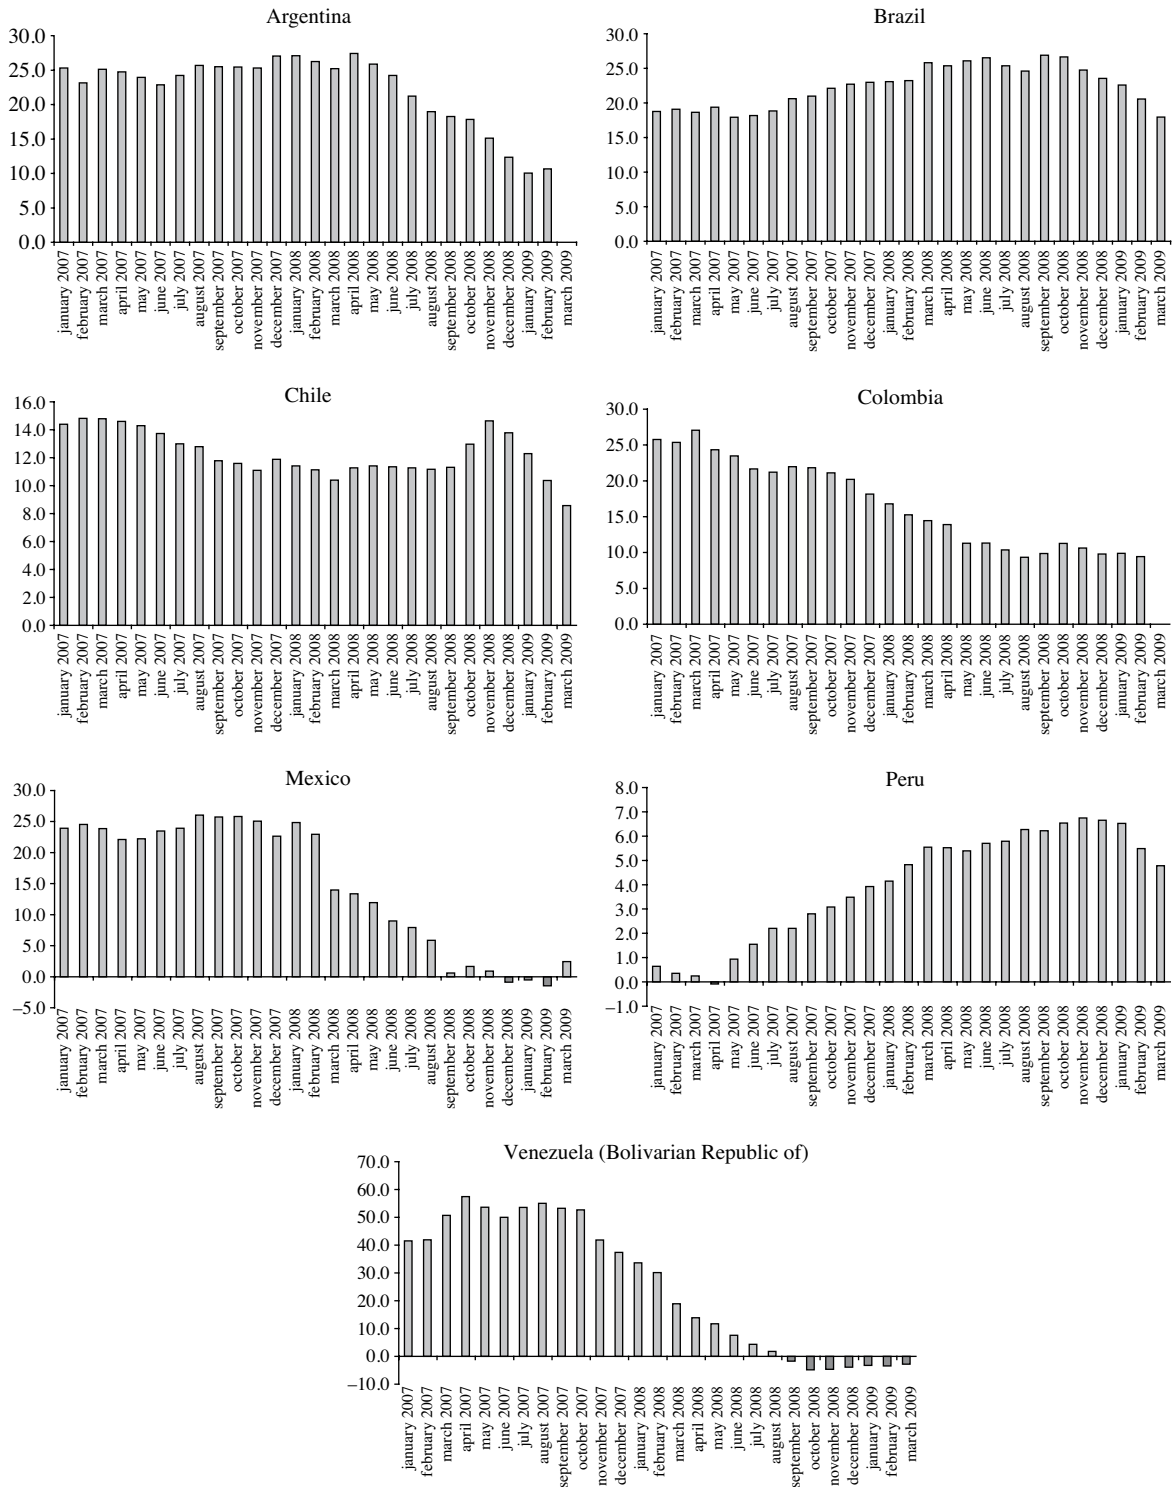 Argentina
30.0
25.0
20.0
15.0
10.0
5.0
0.0
january 2007
february 2007
march 2007
april 2007
may 2007
june 2007
july 2007
august 2007
september 2007
october 2007
november 2007
december 2007
january 2008
february 2008
march 2008
april 2008
may 2008
june 2008
july 2008
august 2008
september 2008
october 2008
november 2008
december 2008
january 2009
february 2009
march 2009
Brazil
30.0
25.0
20.0
15.0
10.0
5.0
0.0
january 2007
february 2007
march 2007
april 2007
may 2007
june 2007
july 2007
august 2007
september 2007
october 2007
november 2007
december 2007
january 2008
february 2008
march 2008
april 2008
may 2008
june 2008
july 2008
august 2008
september 2008
october 2008
november 2008
december 2008
january 2009
february 2009
march 2009
Chile
16.0
14.0
12.0
10.0
8.0
6.0
4.0
2.0
0.0
january 2007
february 2007
march 2007
april 2007
may 2007
june 2007
july 2007
august 2007
september 2007
october 2007
november 2007
december 2007
january 2008
february 2008
march 2008
april 2008
may 2008
june 2008
july 2008
august 2008
september 2008
october 2008
november 2008
december 2008
january 2009
february 2009
march 2009
Colombia
30.0
25.0
20.0
15.0
10.0
5.0
0.0
january 2007
february 2007
march 2007
april 2007
may 2007
june 2007
july 2007
august 2007
september 2007
october 2007
november 2007
december 2007
january 2008
february 2008
march 2008
april 2008
may 2008
june 2008
july 2008
august 2008
september 2008
october 2008
november 2008
december 2008
january 2009
february 2009
march 2009
Mexico
30.0
25.0
20.0
15.0
10.0
5.0
0.0
–5.0
january 2007
february 2007
march 2007
april 2007
may 2007
june 2007
july 2007
august 2007
september 2007
october 2007
november 2007
december 2007
january 2008
february 2008
march 2008
april 2008
may 2008
june 2008
july 2008
august 2008
september 2008
october 2008
november 2008
december 2008
january 2009
february 2009
march 2009
Peru
8.0
7.0
6.0
5.0
4.0
3.0
2.0
1.0
0.0
–1.0
january 2007
february 2007
march 2007
april 2007
may 2007
june 2007
july 2007
august 2007
september 2007
october 2007
november 2007
december 2007
january 2008
february 2008
march 2008
april 2008
may 2008
june 2008
july 2008
august 2008
september 2008
october 2008
november 2008
december 2008
january 2009
february 2009
march 2009
Venezuela (Bolivarian Republic of)
70.0
60.0
50.0
40.0
30.0
20.0
10.0
0.0
–10.0
january 2007
february 2007
march 2007
april 2007
may 2007
june 2007
july 2007
august 2007
september 2007
october 2007
november 2007
december 2007
january 2008
february 2008
march 2008
april 2008
may 2008
june 2008
july 2008
august 2008
september 2008
october 2008
november 2008
december 2008
january 2009
february 2009
march 2009